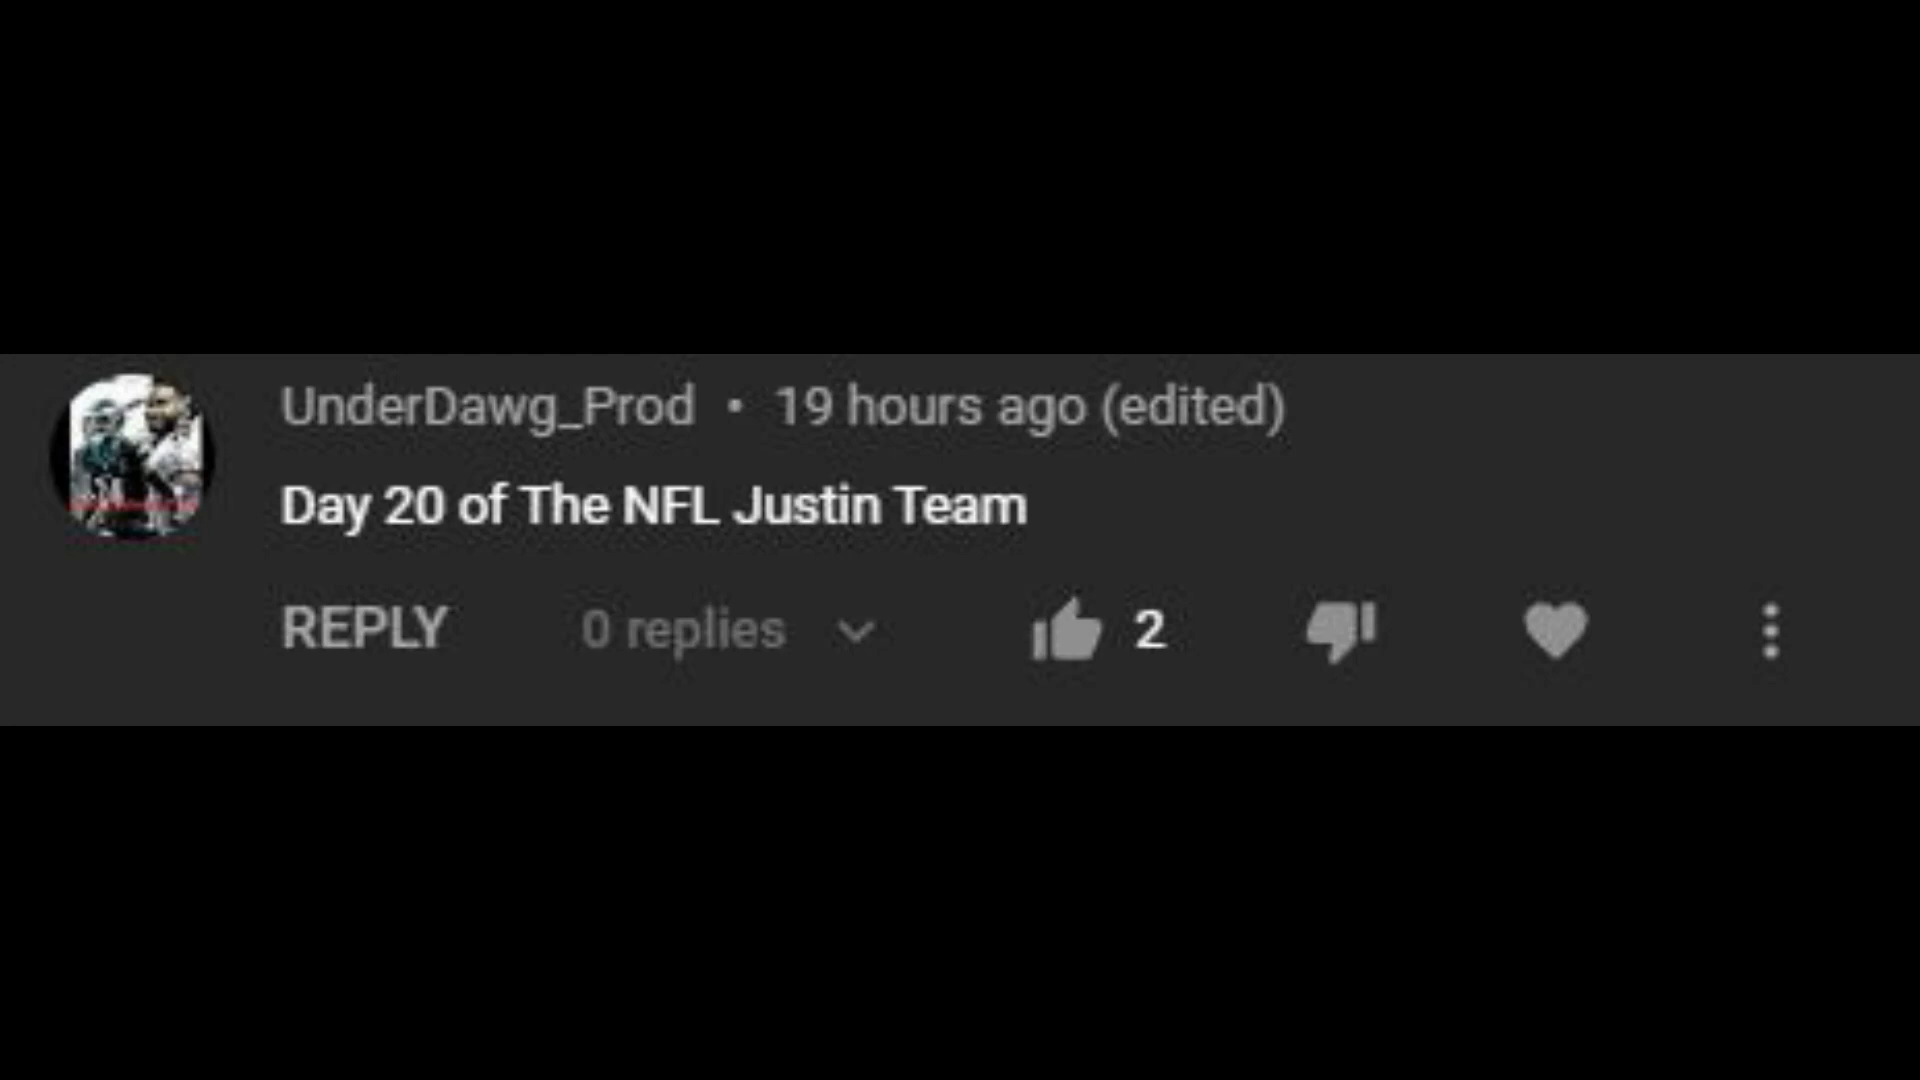 UnderDawg_Prod • 19 hours ago (edited)
Day 20 of The NFL Justin Team
REPLY 0 replies 2